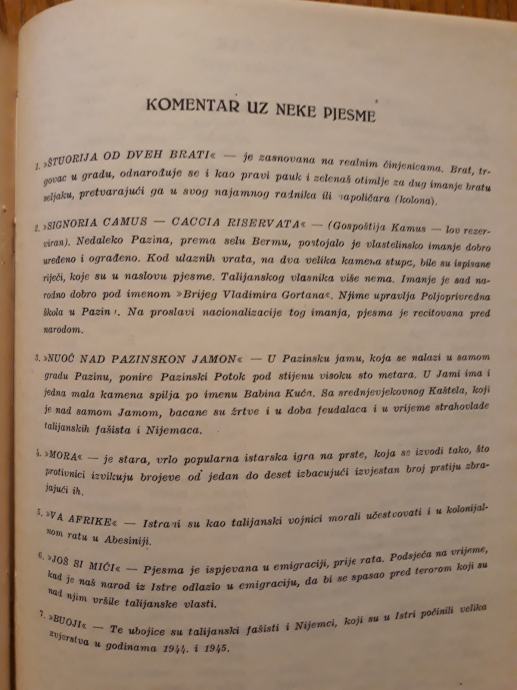 KOMENTAR UZ NEKE PJESME
1. »ŠTUORIJA OD DVEH BRATI« — je zasnovana na realnim činjenicama. Brat, tr-
govac u gradu, odnarođuje se i kao pravi pauk i zelenaš otimlje za dug imanje bratu
seljaku, pretvarajući ga u svog najamnog radnika ili napoličara (kolona).
2. »SIGNORIA CAMUS — CACCIA RISERVATA« — (Gospoštija Kamus — lov rezer-
viran). Nedaleko Pazina, prema selu Bermu, postojalo je vlastelinsko imanje dobro
uređeno i ograđeno. Kod ulaznih vrata, na dva velika kamena stupa, bile su ispisane
riječi, koje su u naslovu pjesme. Talijanskog vlasnika više nema. Imanje je sad na-
rodno dobro pod imenom »Brijeg Vladimira Gortana«. Njime upravlja Poljoprivredna
škola u Pazinu. Na proslavi nacionalizacije tog imanja, pjesma je recitovana pred
narodom.
3. »NUOĆ NAD PAZINSKON JAMON« — U Pazinsku jamu, koja se nalazi u samom
gradu Pazinu, ponire Pazinski Potok pod stijenu visoku sto metara. U Jami ima i
jedna mala kamena spilja po imenu Babina Kuća. Sa srednjevjekovnog Kaštela, koji
je nad samom Jamom, bacane su žrtve i u doba feudalaca i u vrijeme strahovlade
talijanskih fašista i Nijemaca.
4. »MORA« — je stara, vrlo popularna istarska igra na prste, koja se izvodi tako, što
protivnici izvikuju brojeve od jedan do deset izbacujući izvjestan broj prstiju zbra-
jajući ih.
5. »VA AFRIKE« — Istrani su kao talijanski vojnici morali učestvovati i u kolonijal-
nom ratu u Abesiniji.
6. »JOŠ SI MIĆI« — Pjesma je ispjevana u emigraciji, prije rata. Podsjeća na vrijeme,
kad je naš narod iz Istre odlazio u emigraciju, da bi se spasao pred terorom koji su
nad njim vršile talijanske vlasti.
7. »BUOJI« — Te ubojice su talijanski fašisti i Nijemci, koji su u Istri počinili velika
zvjerstva u godinama 1944. i 1945.